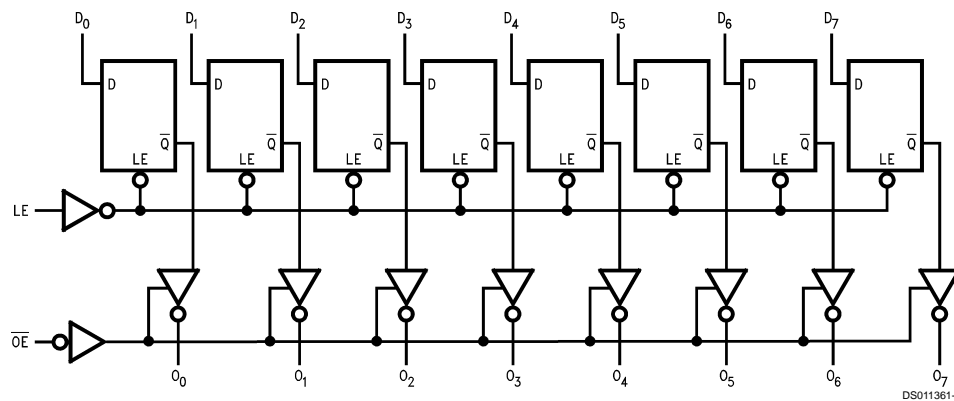 D0 D1 D2 D3 D4 D5 D6 D7
D D D D D D D D
Q̅ Q̅ Q̅ Q̅ Q̅ Q̅ Q̅ Q̅
LE LE LE LE LE LE LE LE
LE
O̅E̅
O0 O1 O2 O3 O4 O5 O6 O7
DS011361-